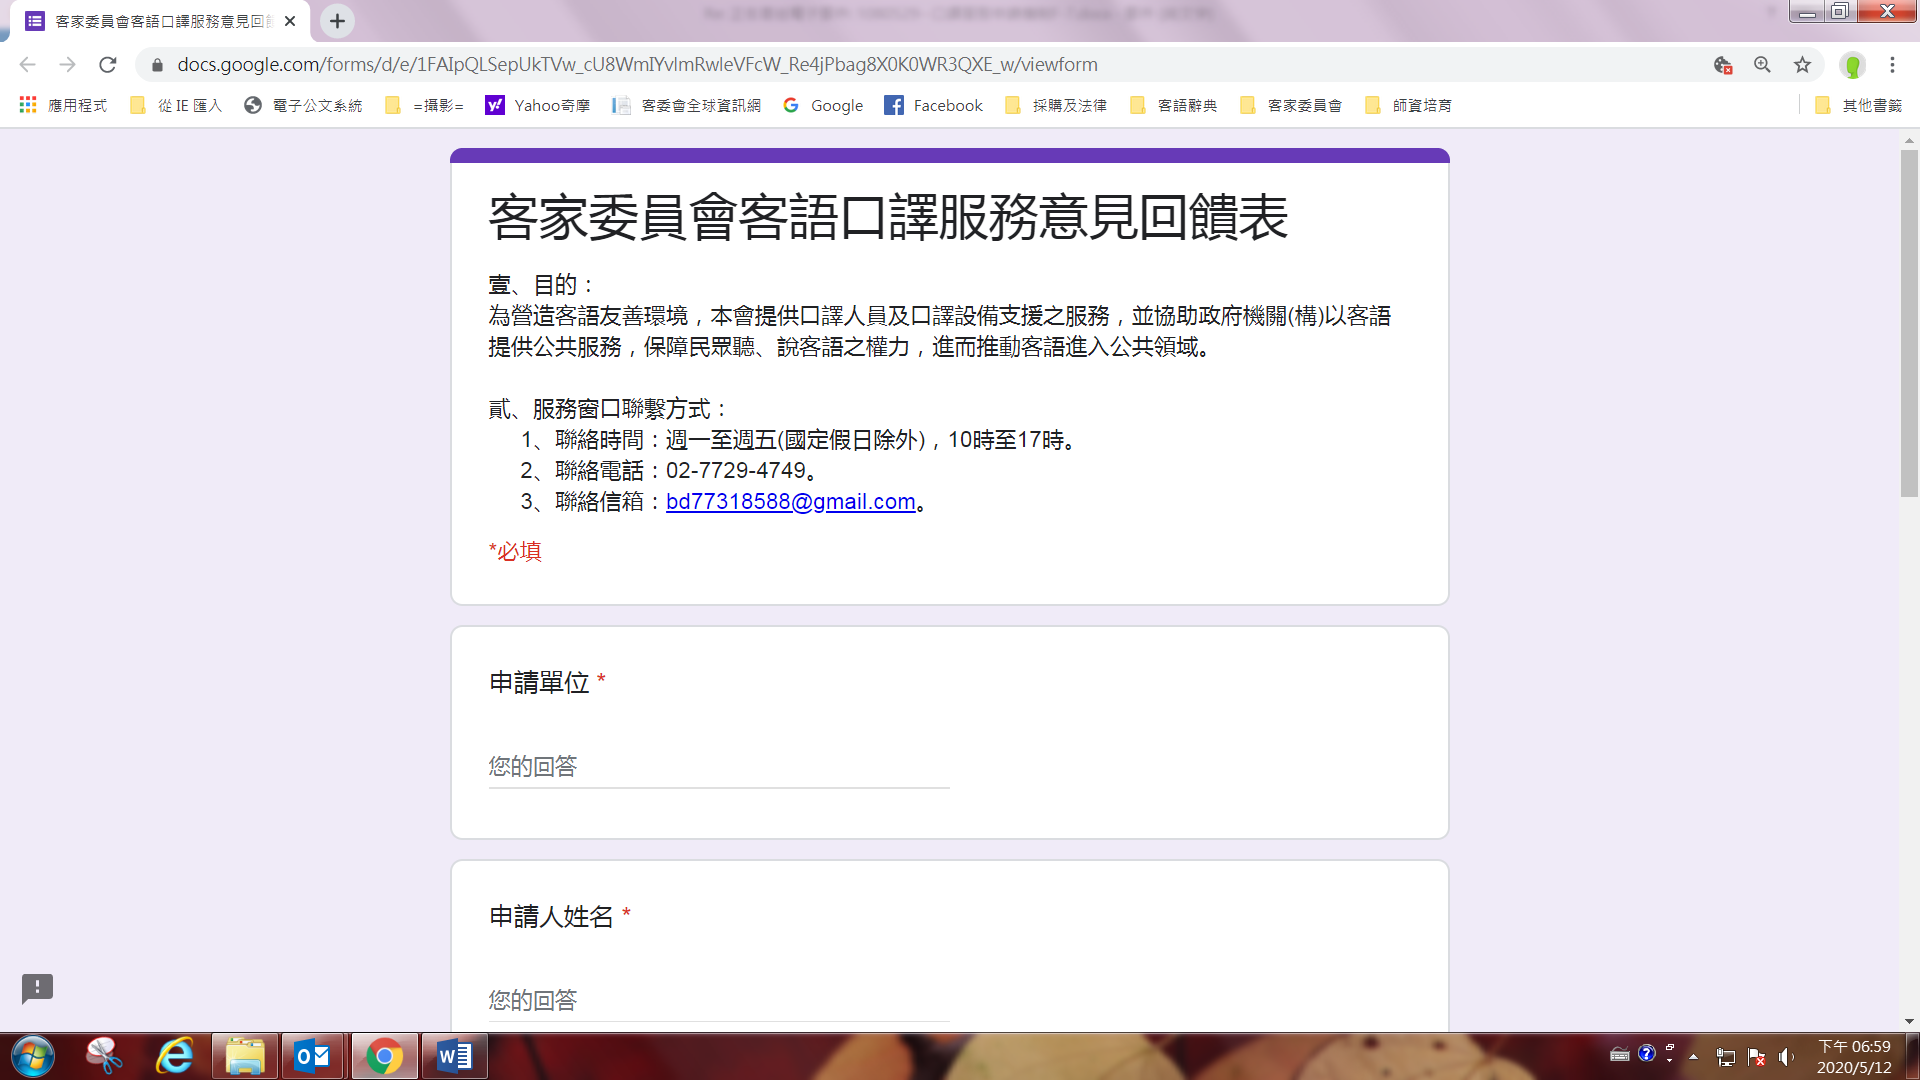 客家委員會客語口譯服務意見回
docs.google.com/forms/d/e/1FAIpQLSepUkTVw_cU8WmIYvlmRwleVFcW_Re4jPbag8X0K0WR3QXE_w/viewform
應用程式 從 IE 匯入 電子公文系統 =攝影= Yahoo奇摩 客委會全球資訊網 Google Facebook 採購及法律 客語辭典 客家委員會 師資培育 其他書籤
客家委員會客語口譯服務意見回饋表
壹、目的：
為營造客語友善環境，本會提供口譯人員及口譯設備支援之服務，並協助政府機關(構)以客語
提供公共服務，保障民眾聽、說客語之權力，進而推動客語進入公共領域。
貳、服務窗口聯繫方式：
1、聯絡時間：週一至週五(國定假日除外)，10時至17時。
2、聯絡電話：02-7729-4749。
3、聯絡信箱：bd77318588@gmail.com。
*必填
申請單位 *
您的回答
申請人姓名 *
您的回答
下午 06:59
2020/5/12